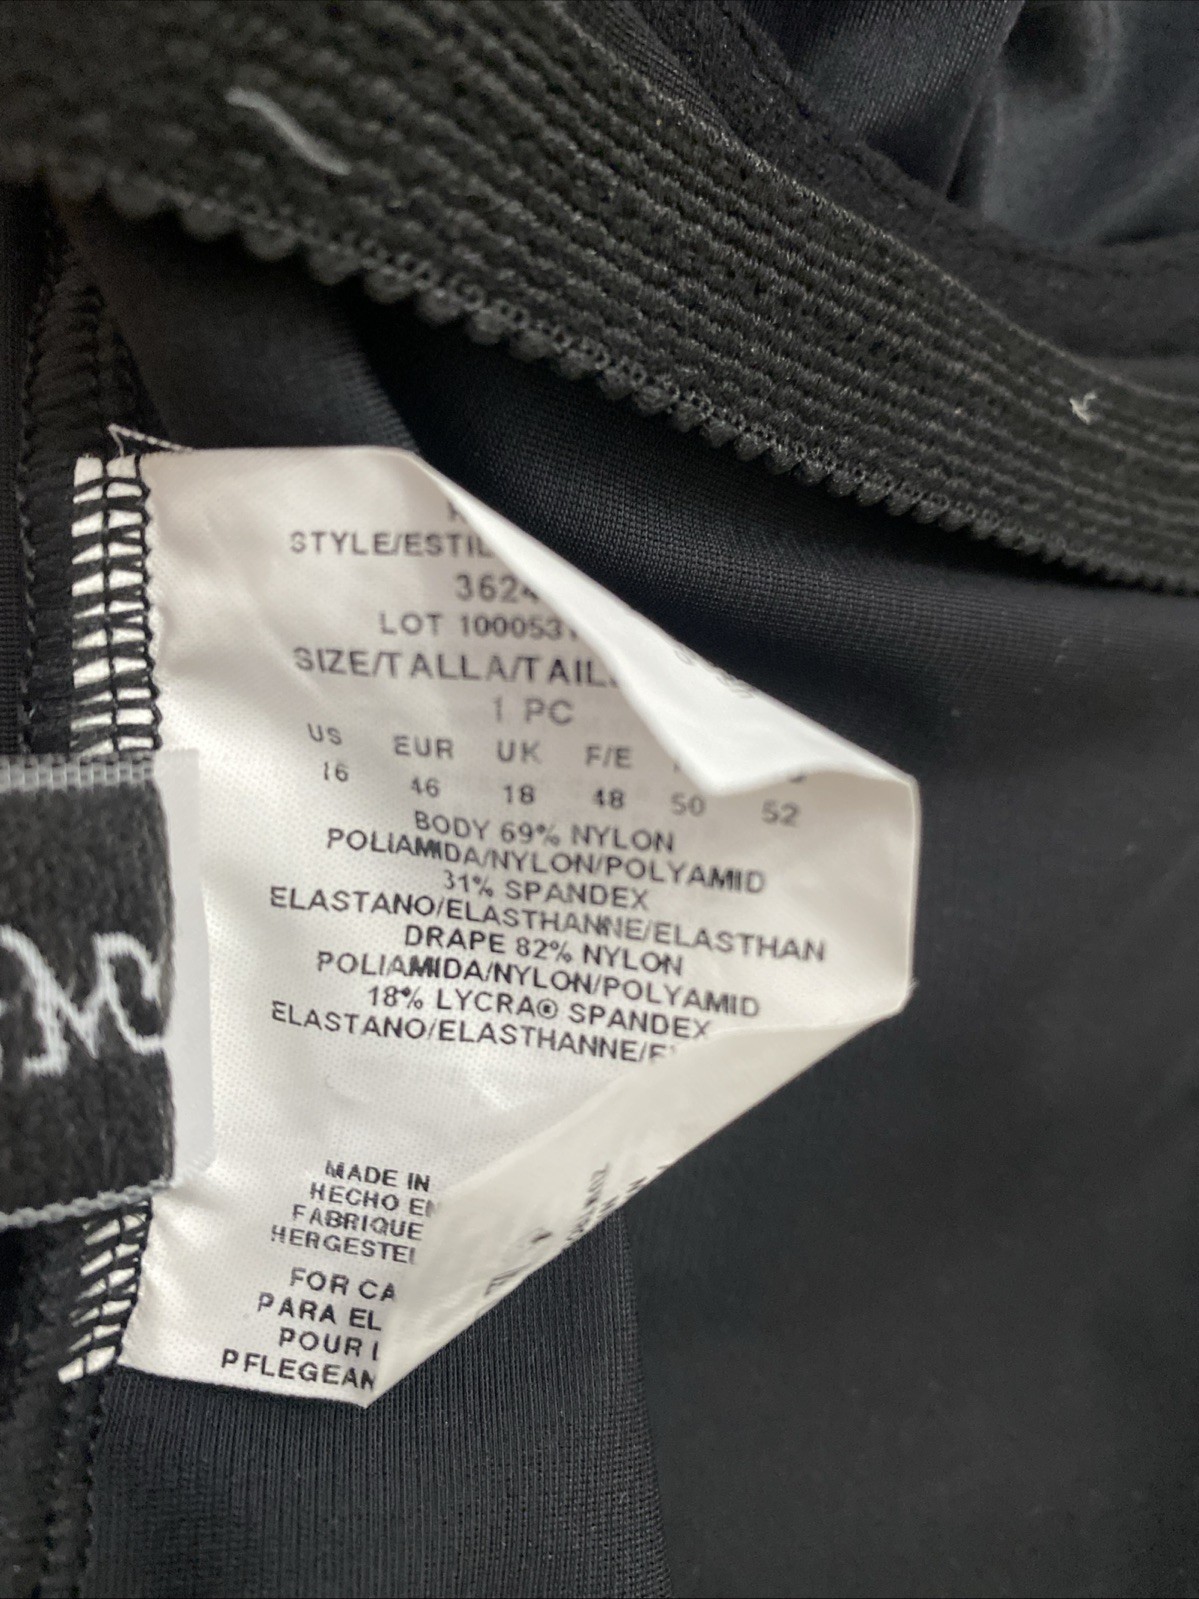 STYLE/ESTIL
3624
LOT 1000531
SIZE/TALLA/TAIL
1 PC
US EUR UK F/E
16 46 18 48 50 52
BODY 69% NYLON
POLIAMIDA/NYLON/POLYAMID
31% SPANDEX
ELASTANO/ELASTHANNE/ELASTHAN
DRAPE 82% NYLON
POLIAMIDA/NYLON/POLYAMID
18% LYCRA® SPANDEX
ELASTANO/ELASTHANNE/E
MADE IN
HECHO EN
FABRIQUE
HERGESTEL
FOR CA
PARA EL
POUR L
PFLEGEAN